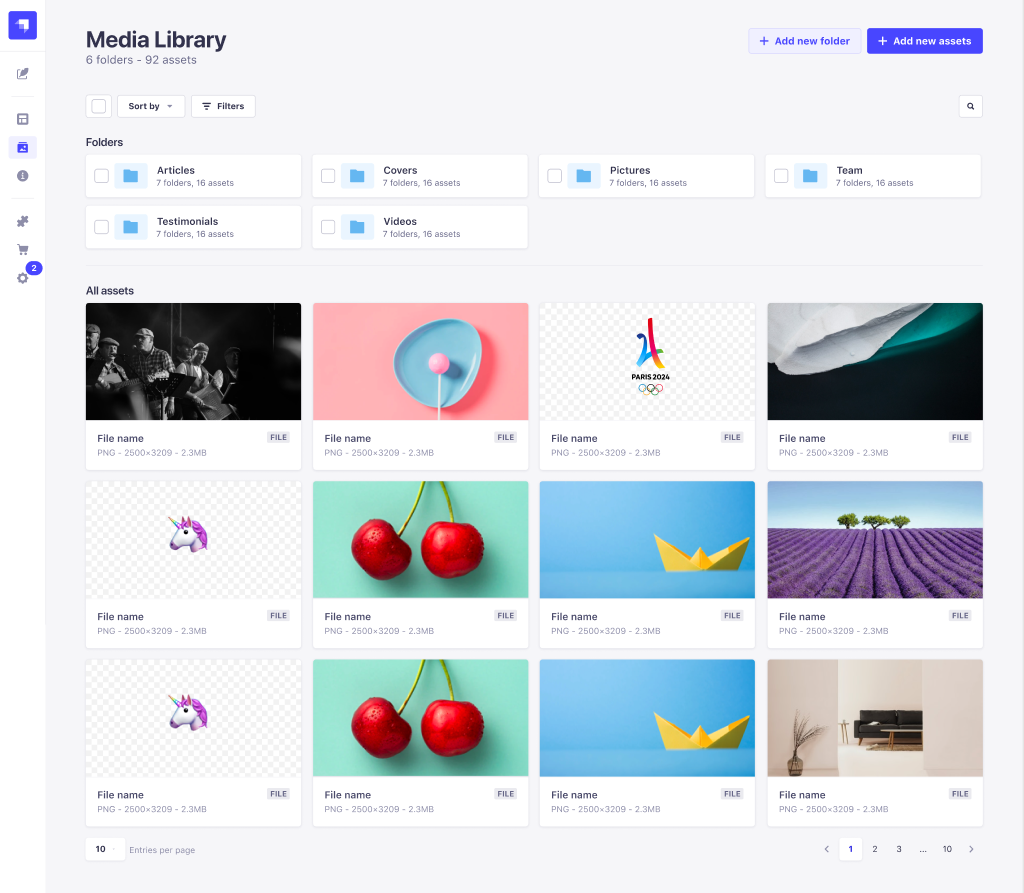 Media Library
6 folders - 92 assets
Add new folder
Add new assets
Sort by
Filters
Folders
Articles
7 folders, 16 assets
Covers
7 folders, 16 assets
Pictures
7 folders, 16 assets
Team
7 folders, 16 assets
Testimonials
7 folders, 16 assets
Videos
7 folders, 16 assets
2
All assets
PARIS 2024
File name FILE
PNG - 2500×3209 - 2.3MB
File name FILE
PNG - 2500×3209 - 2.3MB
File name FILE
PNG - 2500×3209 - 2.3MB
File name FILE
PNG - 2500×3209 - 2.3MB
File name FILE
PNG - 2500×3209 - 2.3MB
File name FILE
PNG - 2500×3209 - 2.3MB
File name FILE
PNG - 2500×3209 - 2.3MB
File name FILE
PNG - 2500×3209 - 2.3MB
File name FILE
PNG - 2500×3209 - 2.3MB
File name FILE
PNG - 2500×3209 - 2.3MB
File name FILE
PNG - 2500×3209 - 2.3MB
File name FILE
PNG - 2500×3209 - 2.3MB
10 Entries per page
1 2 3 ... 10